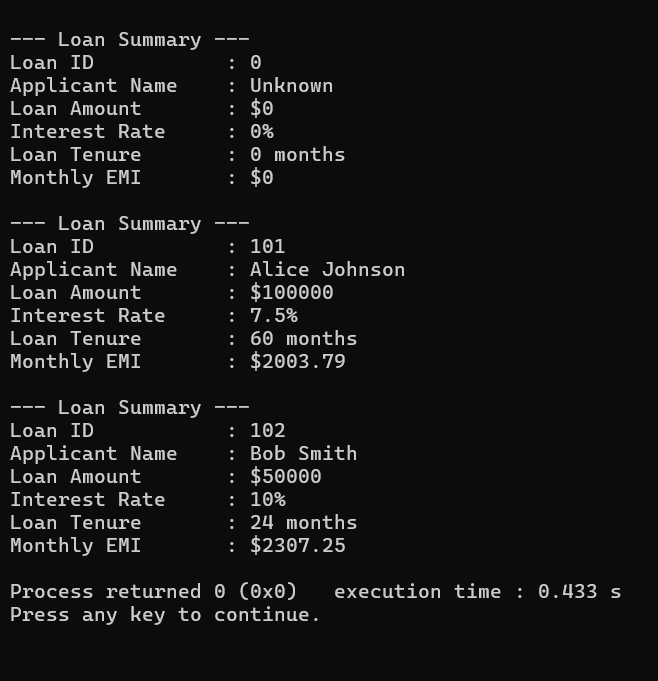 --- Loan Summary ---
Loan ID           : 0
Applicant Name    : Unknown
Loan Amount       : $0
Interest Rate     : 0%
Loan Tenure       : 0 months
Monthly EMI       : $0

--- Loan Summary ---
Loan ID           : 101
Applicant Name    : Alice Johnson
Loan Amount       : $100000
Interest Rate     : 7.5%
Loan Tenure       : 60 months
Monthly EMI       : $2003.79

--- Loan Summary ---
Loan ID           : 102
Applicant Name    : Bob Smith
Loan Amount       : $50000
Interest Rate     : 10%
Loan Tenure       : 24 months
Monthly EMI       : $2307.25

Process returned 0 (0x0)   execution time : 0.433 s
Press any key to continue.